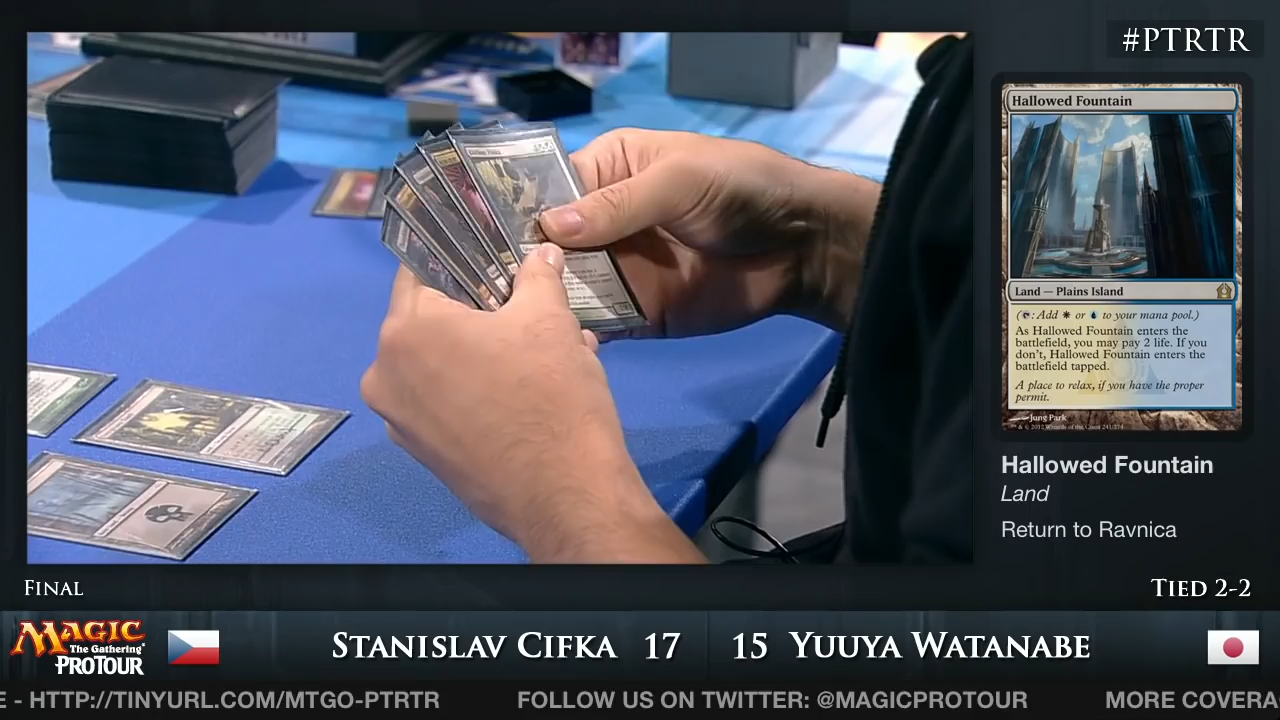 #PTRTR
Hallowed Fountain
Land — Plains Island
( : Add or to your mana pool.)
As Hallowed Fountain enters the
battlefield, you may pay 2 life. If you
don't, Hallowed Fountain enters the
battlefield tapped.
A place to relax, if you have the proper
permit.
—Jung Park
Hallowed Fountain
Land
Return to Ravnica
FINAL
TIED 2-2
MAGIC
The Gathering
PROTOUR
STANISLAV CIFKA 17
15 YUUYA WATANABE
E - HTTP://TINYURL.COM/MTGO-PTRTR FOLLOW US ON TWITTER: @MAGICPROTOUR MORE COVERA